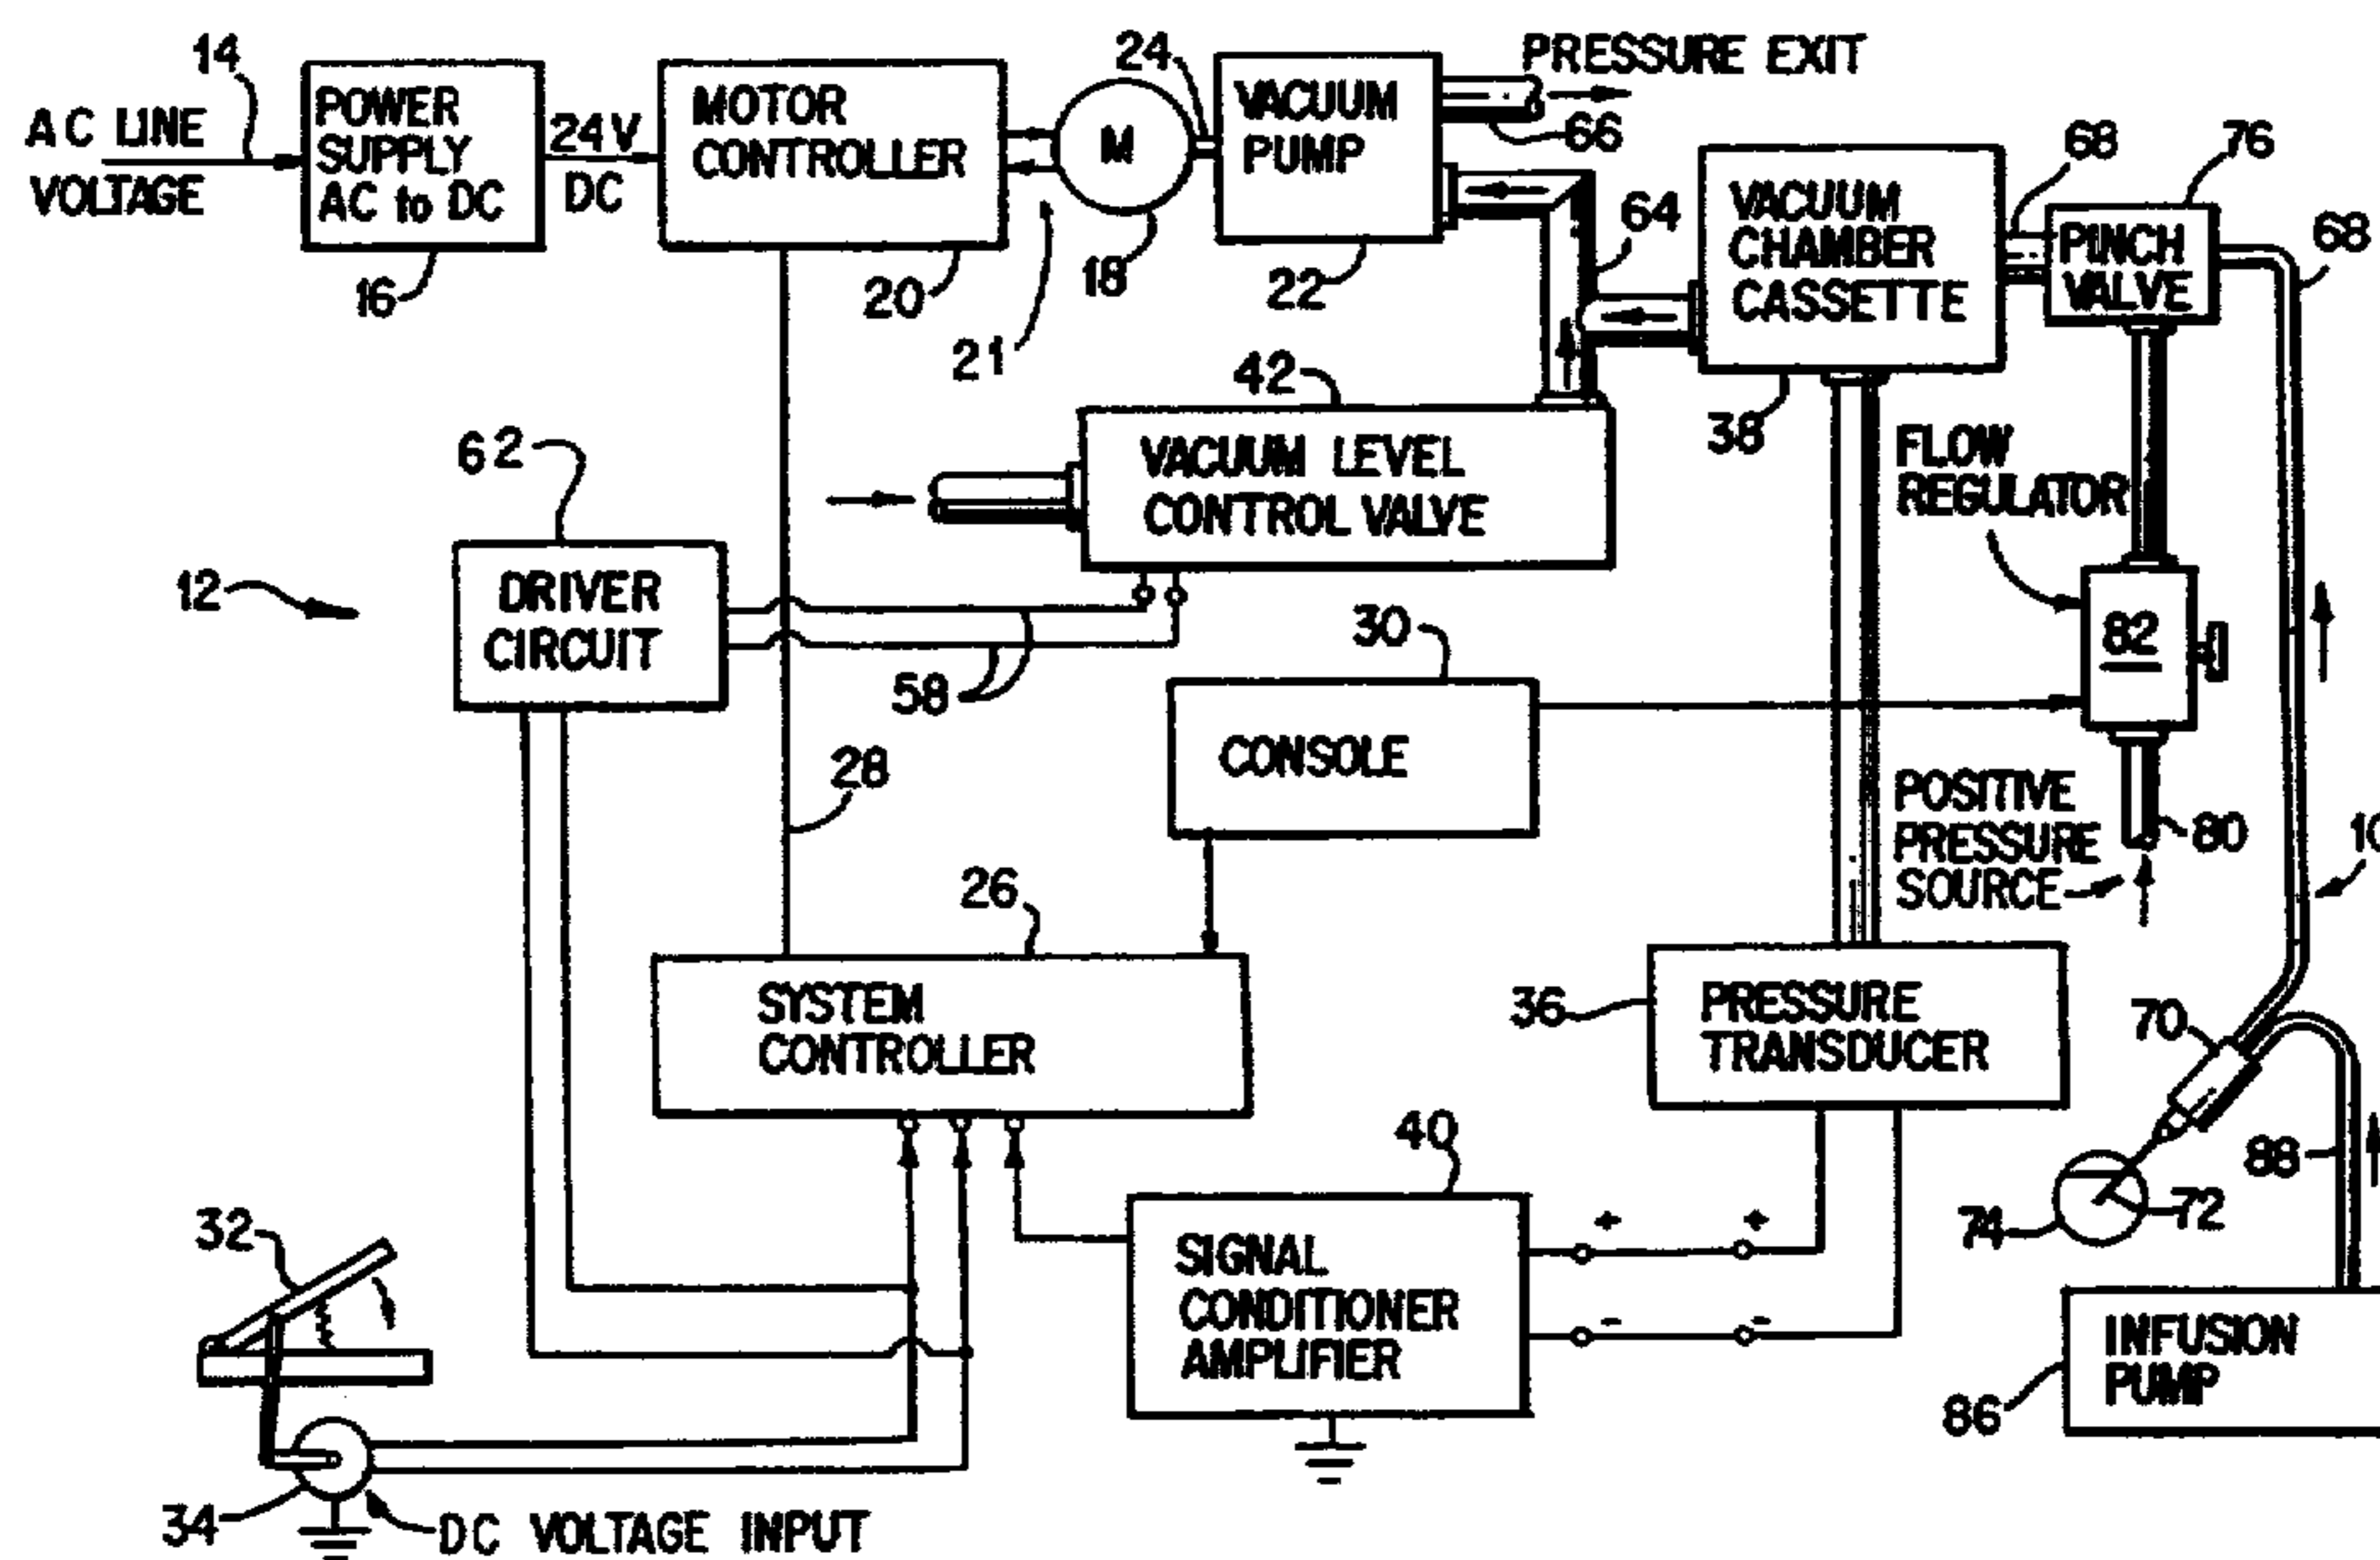 14
AC LINE
VOLTAGE
POWER
SUPPLY
AC to DC
16
24V
DC
MOTOR
CONTROLLER
20
21
M
18
24
VACUUM
PUMP
22
PRESSURE EXIT
66
64
VACUUM
CHAMBER
CASSETTE
38
68
76
PINCH
VALVE
68
42
VACUUM LEVEL
CONTROL VALVE
FLOW
REGULATOR
82
62
DRIVER
CIRCUIT
12
58
30
CONSOLE
28
POSITIVE
PRESSURE
SOURCE
80
10
26
SYSTEM
CONTROLLER
36
PRESSURE
TRANSDUCER
70
40
SIGNAL
CONDITIONER
AMPLIFIER
+ +
- -
88
72
74
32
INFUSION
PUMP
86
34
DC VOLTAGE INPUT